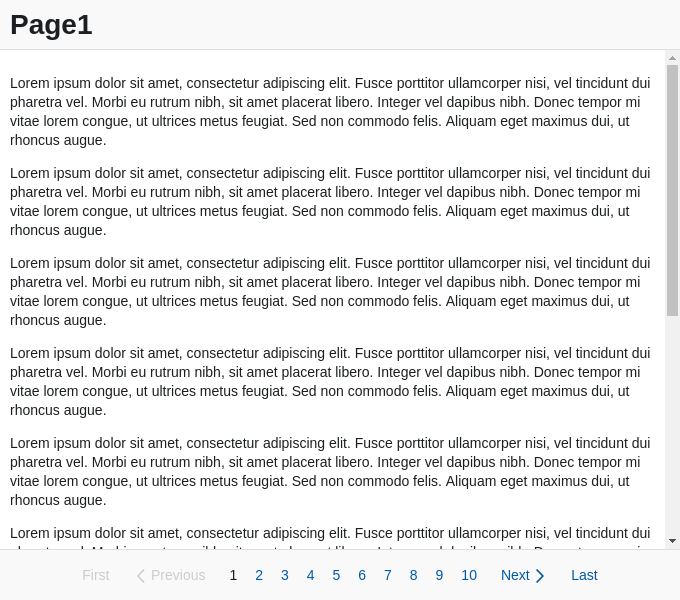 Page1
Lorem ipsum dolor sit amet, consectetur adipiscing elit. Fusce porttitor ullamcorper nisi, vel tincidunt dui
pharetra vel. Morbi eu rutrum nibh, sit amet placerat libero. Integer vel dapibus nibh. Donec tempor mi
vitae lorem congue, ut ultrices metus feugiat. Sed non commodo felis. Aliquam eget maximus dui, ut
rhoncus augue.
Lorem ipsum dolor sit amet, consectetur adipiscing elit. Fusce porttitor ullamcorper nisi, vel tincidunt dui
pharetra vel. Morbi eu rutrum nibh, sit amet placerat libero. Integer vel dapibus nibh. Donec tempor mi
vitae lorem congue, ut ultrices metus feugiat. Sed non commodo felis. Aliquam eget maximus dui, ut
rhoncus augue.
Lorem ipsum dolor sit amet, consectetur adipiscing elit. Fusce porttitor ullamcorper nisi, vel tincidunt dui
pharetra vel. Morbi eu rutrum nibh, sit amet placerat libero. Integer vel dapibus nibh. Donec tempor mi
vitae lorem congue, ut ultrices metus feugiat. Sed non commodo felis. Aliquam eget maximus dui, ut
rhoncus augue.
Lorem ipsum dolor sit amet, consectetur adipiscing elit. Fusce porttitor ullamcorper nisi, vel tincidunt dui
pharetra vel. Morbi eu rutrum nibh, sit amet placerat libero. Integer vel dapibus nibh. Donec tempor mi
vitae lorem congue, ut ultrices metus feugiat. Sed non commodo felis. Aliquam eget maximus dui, ut
rhoncus augue.
Lorem ipsum dolor sit amet, consectetur adipiscing elit. Fusce porttitor ullamcorper nisi, vel tincidunt dui
pharetra vel. Morbi eu rutrum nibh, sit amet placerat libero. Integer vel dapibus nibh. Donec tempor mi
vitae lorem congue, ut ultrices metus feugiat. Sed non commodo felis. Aliquam eget maximus dui, ut
rhoncus augue.
Lorem ipsum dolor sit amet, consectetur adipiscing elit. Fusce porttitor ullamcorper nisi, vel tincidunt dui
First Previous 1 2 3 4 5 6 7 8 9 10 Next Last